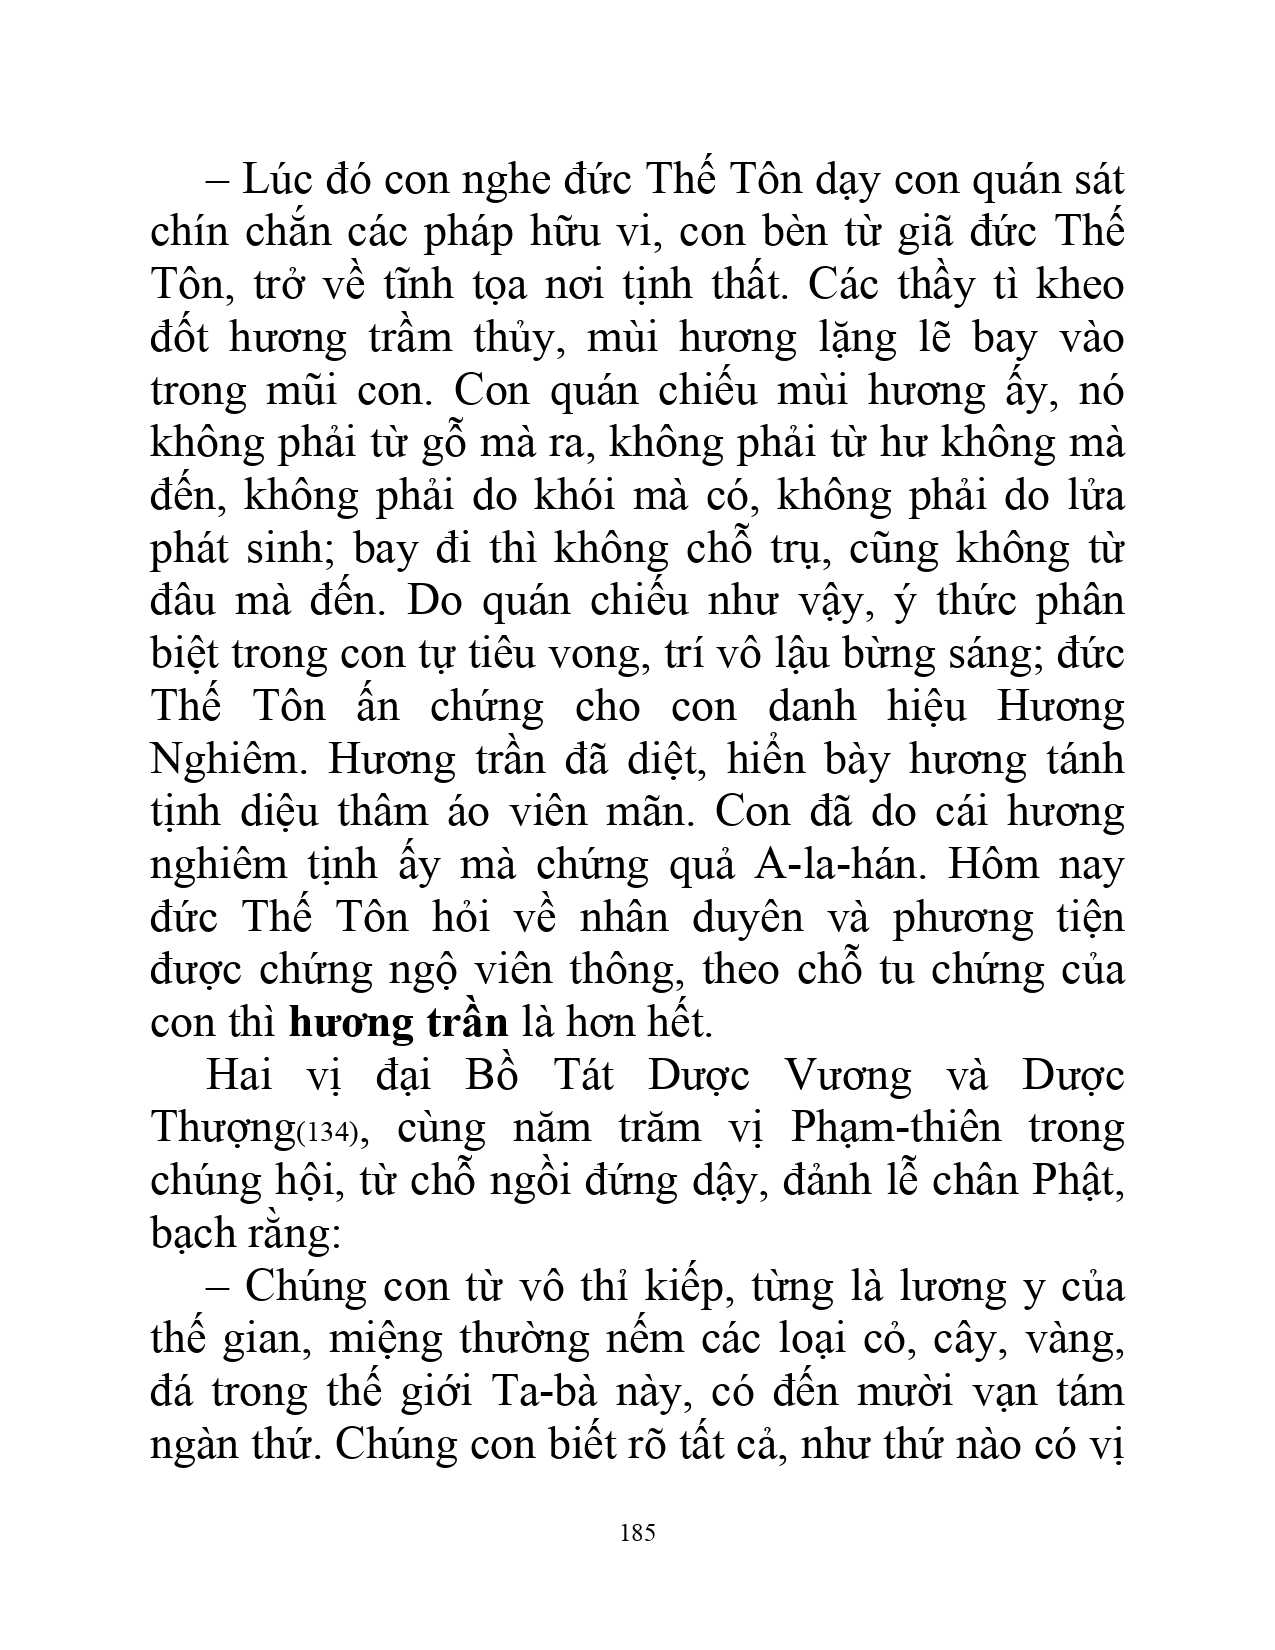 – Lúc đó con nghe đức Thế Tôn dạy con quán sát
chín chắn các pháp hữu vi, con bèn từ giã đức Thế
Tôn, trở về tĩnh tọa nơi tịnh thất. Các thầy tì kheo
đốt hương trầm thủy, mùi hương lặng lẽ bay vào
trong mũi con. Con quán chiếu mùi hương ấy, nó
không phải từ gỗ mà ra, không phải từ hư không mà
đến, không phải do khói mà có, không phải do lửa
phát sinh; bay đi thì không chỗ trụ, cũng không từ
đâu mà đến. Do quán chiếu như vậy, ý thức phân
biệt trong con tự tiêu vong, trí vô lậu bừng sáng; đức
Thế Tôn ấn chứng cho con danh hiệu Hương
Nghiêm. Hương trần đã diệt, hiển bày hương tánh
tịnh diệu thâm áo viên mãn. Con đã do cái hương
nghiêm tịnh ấy mà chứng quả A-la-hán. Hôm nay
đức Thế Tôn hỏi về nhân duyên và phương tiện
được chứng ngộ viên thông, theo chỗ tu chứng của
con thì hương trần là hơn hết.
Hai vị đại Bồ Tát Dược Vương và Dược
Thượng(134), cùng năm trăm vị Phạm-thiên trong
chúng hội, từ chỗ ngồi đứng dậy, đảnh lễ chân Phật,
bạch rằng:
– Chúng con từ vô thỉ kiếp, từng là lương y của
thế gian, miệng thường nếm các loại cỏ, cây, vàng,
đá trong thế giới Ta-bà này, có đến mười vạn tám
ngàn thứ. Chúng con biết rõ tất cả, như thứ nào có vị
185